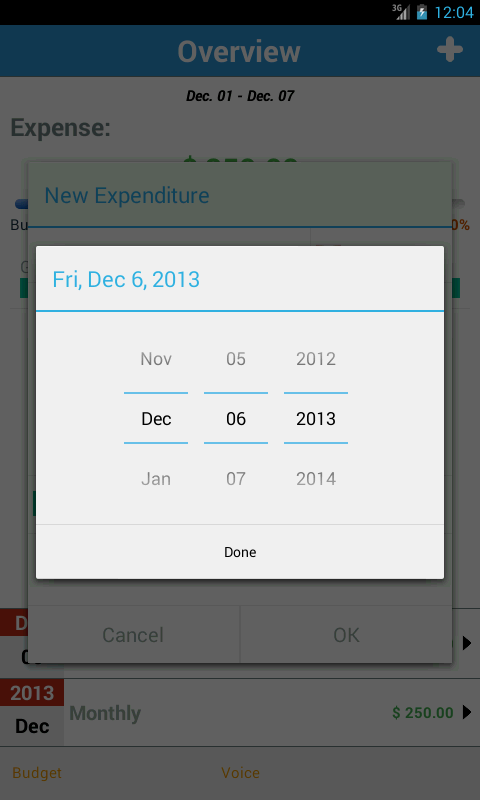 3G 12:04
Overview
Dec. 01 - Dec. 07
Expense:
New Expenditure
0%
Fri, Dec 6, 2013
Nov 05 2012
Dec 06 2013
Jan 07 2014
Done
Cancel OK
2013
Dec
Monthly $ 250.00
Budget Voice